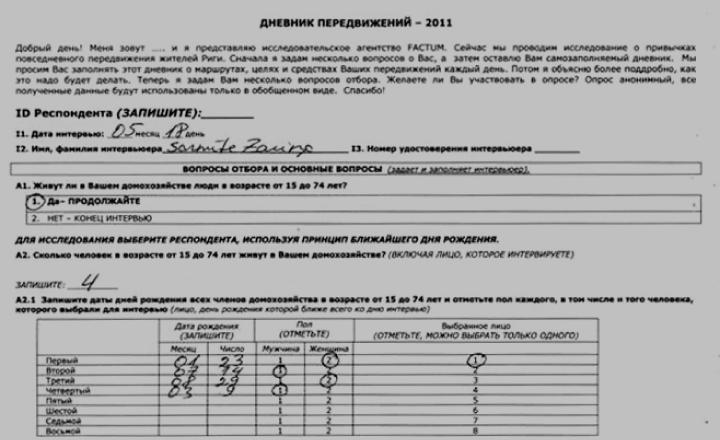 ДНЕВНИК ПЕРЕДВИЖЕНИЙ – 2011
Добрый день! Меня зовут ..... и я представляю исследовательское агентство FACTUM. Сейчас мы проводим исследование о привычках
повседневного передвижения жителей Риги. Сначала я задам несколько вопросов о Вас, а затем оставлю Вам самозаполняемый дневник. Мы
просим Вас заполнять этот дневник о маршрутах, целях и средствах Ваших передвижений каждый день. Потом я объясню более подробно, как
это надо будет делать. Теперь я задам Вам несколько вопросов отбора. Желаете ли Вы участвовать в опросе? Опрос анонимный, все
полученные данные будут использованы только в обобщенном виде. Спасибо!
ID Респондента (ЗАПИШИТЕ):
I1. Дата интервью: 05 месяц 18 день
I2. Имя, фамилия интервьюера Sarmite I3. Номер удостоверения интервьюера
ВОПРОСЫ ОТБОРА И ОСНОВНЫЕ ВОПРОСЫ (задает и заполняет интервьюер).
A1. Живут ли в Вашем домохозяйстве люди в возрасте от 15 до 74 лет?
1. Да– ПРОДОЛЖАЙТЕ
2. НЕТ – КОНЕЦ ИНТЕРВЬЮ
ДЛЯ ИССЛЕДОВАНИЯ ВЫБЕРИТЕ РЕСПОНДЕНТА, ИСПОЛЬЗУЯ ПРИНЦИП БЛИЖАЙШЕГО ДНЯ РОЖДЕНИЯ.
A2. Сколько человек в возрасте от 15 до 74 лет живут в Вашем домохозяйстве? (ВКЛЮЧАЯ ЛИЦО, КОТОРОЕ ИНТЕРВИРУЕТЕ)
ЗАПИШИТЕ: 4
A2.1 Запишите даты дней рождения всех членов домохозяйства в возрасте от 15 до 74 лет и отметьте пол каждого, в том числе и того человека,
которого выбрали для интервью (лицо, день рождения которой ближе всего ко дню интервью)
Дата рождения (ЗАПИШИТЕ) Пол (ОТМЕТЬТЕ) Выбранное лицо (ОТМЕТЬТЕ, МОЖНО ВЫБРАТЬ ТОЛЬКО ОДНОГО)
Месяц Число Мужчина Женщина
Первый 01 23 1 2 1
Второй 07 14 1
Третий 08 29 1 2 3
Четвертый 03 9 1 2 4
Пятый 1 2 5
Шестой 1 2 6
Седьмой 1 2 7
Восьмой 1 2 8